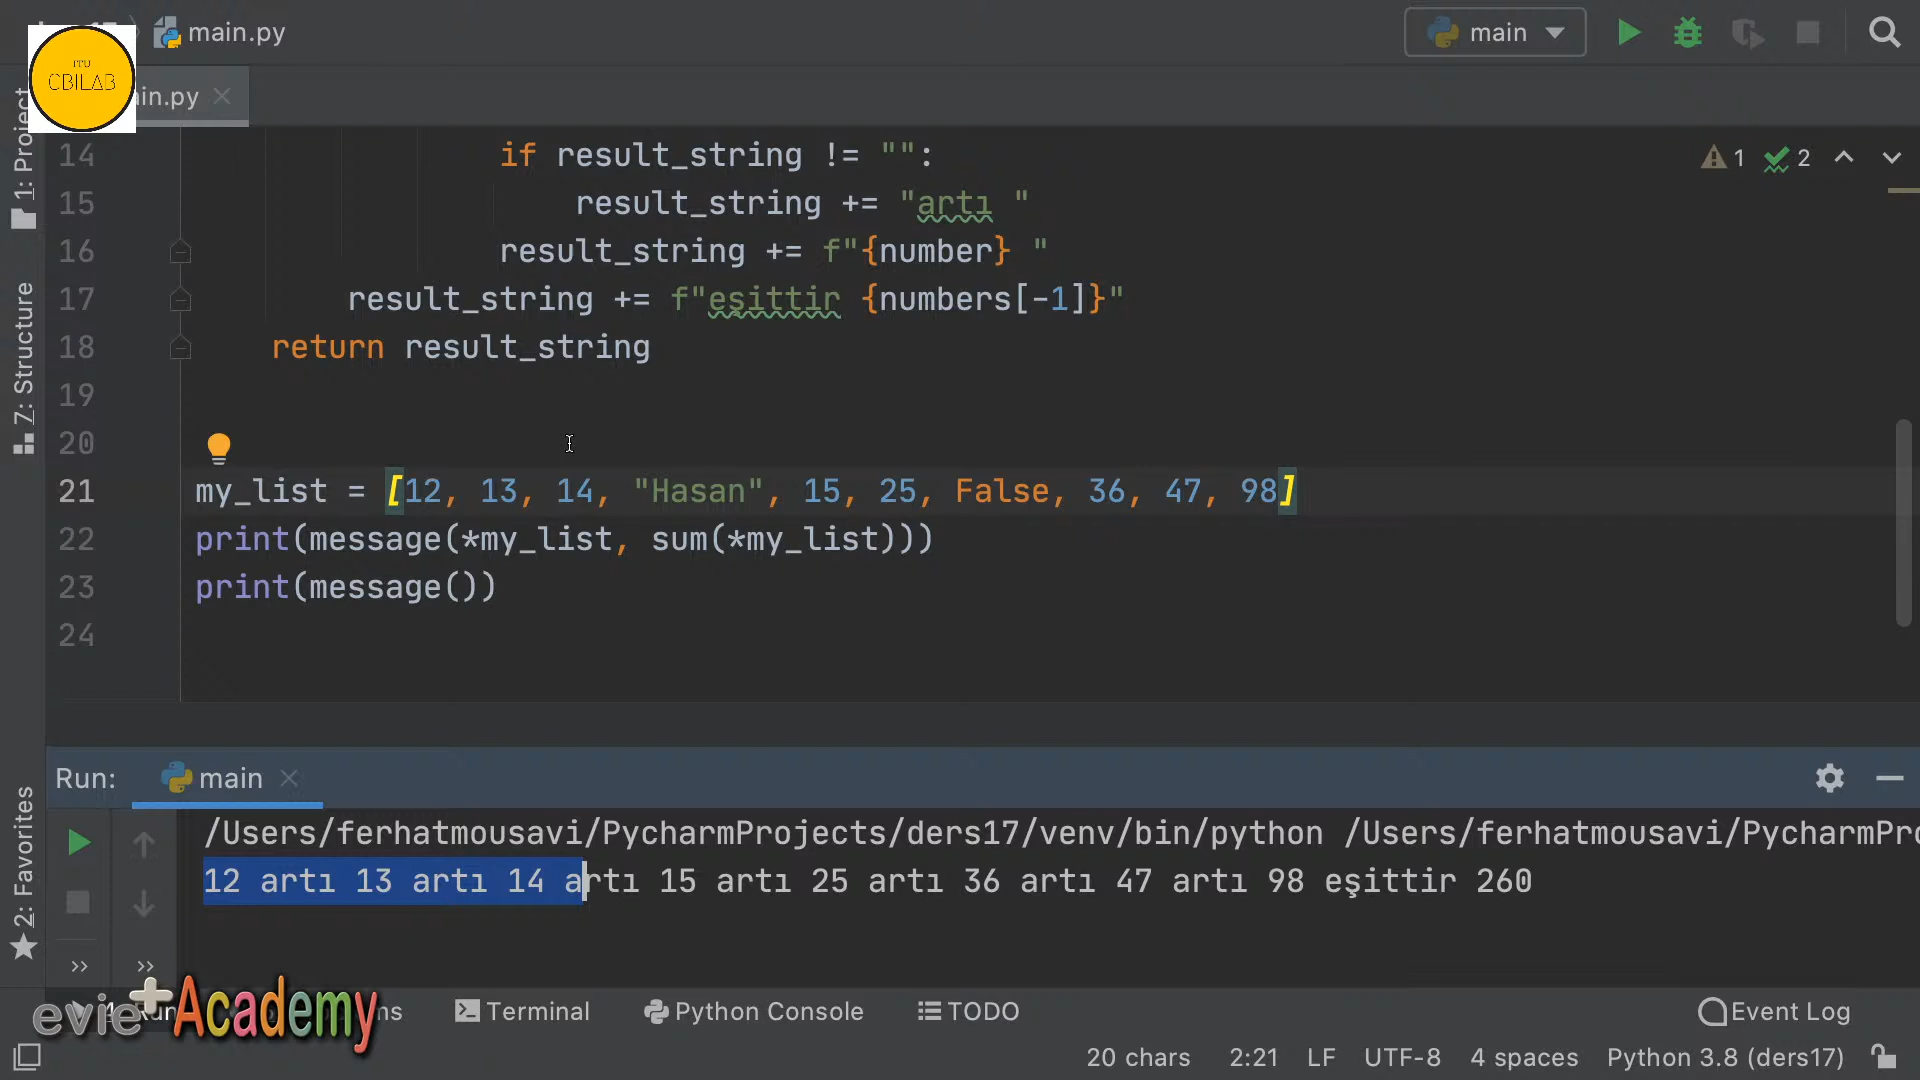 main.py
main
ITU
CBILAB
in.py
1: Project
7: Structure
2: Favorites
1
2
14 if result_string != "":
15 result_string += "artı "
16 result_string += f"{number} "
17 result_string += f"eşittir {numbers[-1]}"
18 return result_string
19
20
21 my_list = [12, 13, 14, "Hasan", 15, 25, False, 36, 47, 98]
22 print(message(*my_list, sum(*my_list)))
23 print(message())
24
Run: main
/Users/ferhatmousavi/PycharmProjects/ders17/venv/bin/python /Users/ferhatmousavi/PycharmPro
12 artı 13 artı 14 artı 15 artı 25 artı 36 artı 47 artı 98 eşittir 260
evie+Academy
Terminal
Python Console
TODO
Event Log
20 chars 2:21 LF UTF-8 4 spaces Python 3.8 (ders17)